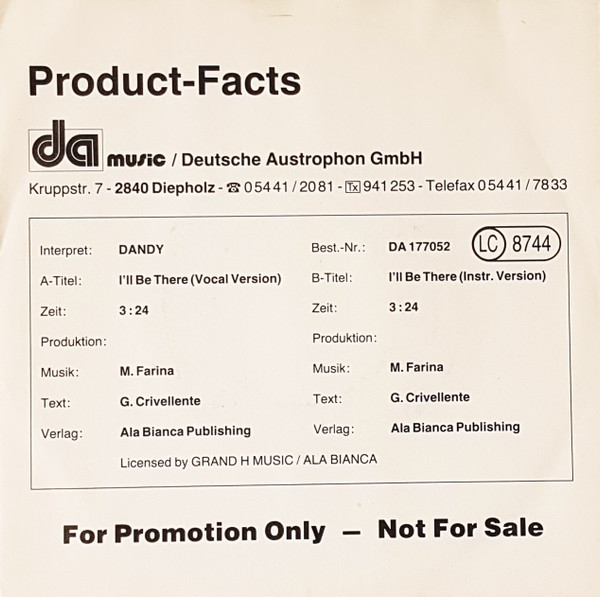 Product-Facts
da music / Deutsche Austrophon GmbH
Kruppstr. 7 - 2840 Diepholz - ☎ 05441/2081 - Tx 941253 - Telefax 05441/7833
Interpret: DANDY Best.-Nr.: DA 177052 LC 8744
A-Titel: I'll Be There (Vocal Version) B-Titel: I'll Be There (Instr. Version)
Zeit: 3:24 Zeit: 3:24
Produktion: Produktion:
Musik: M. Farina Musik: M. Farina
Text: G. Crivellente Text: G. Crivellente
Verlag: Ala Bianca Publishing Verlag: Ala Bianca Publishing
Licensed by GRAND H MUSIC / ALA BIANCA
For Promotion Only – Not For Sale